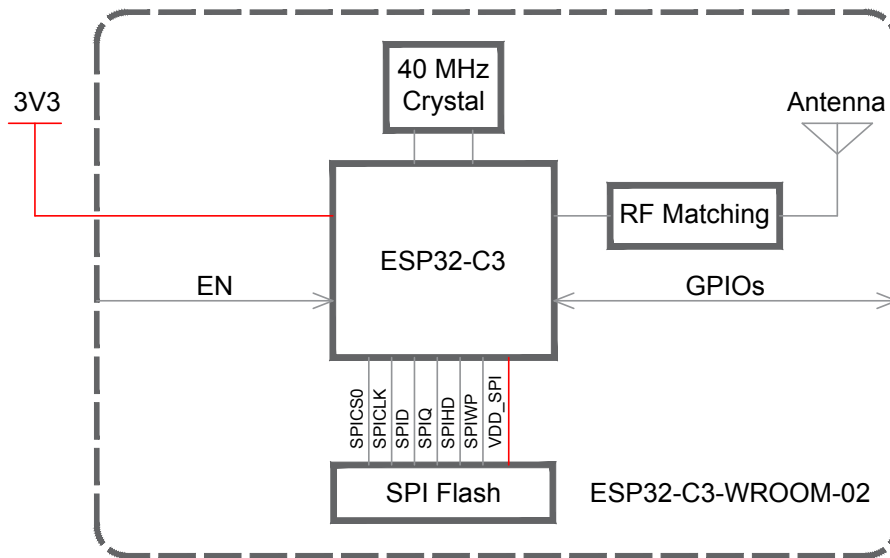 40 MHz
Crystal
3V3
Antenna
RF Matching
ESP32-C3
EN
GPIOs
SPICS0
SPICLK
SPID
SPIQ
SPIHD
SPIWP
VDD_SPI
SPI Flash
ESP32-C3-WROOM-02